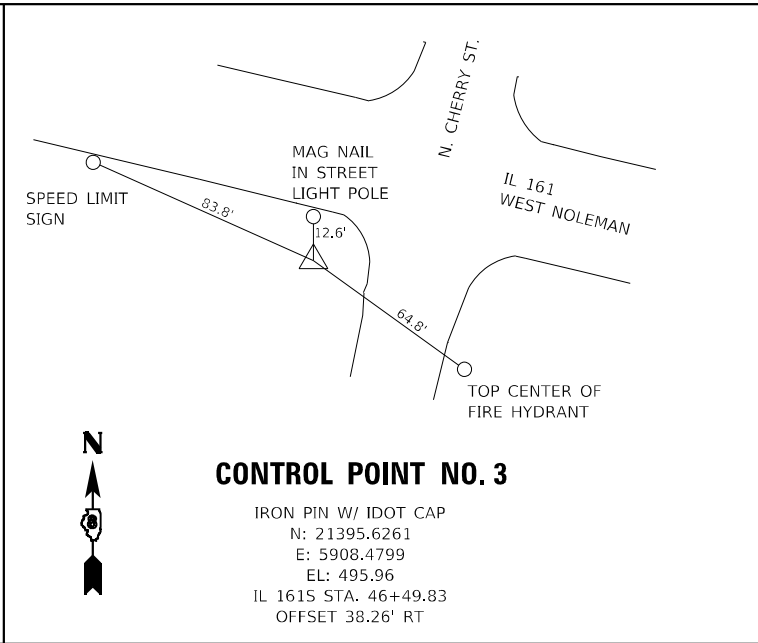 N. CHERRY ST.
MAG NAIL
IN STREET
LIGHT POLE
IL 161
WEST NOLEMAN
SPEED LIMIT
SIGN
83.8'
12.6'
64.8'
TOP CENTER OF
FIRE HYDRANT
N
8
CONTROL POINT NO. 3
IRON PIN W/ IDOT CAP
N: 21395.6261
E: 5908.4799
EL: 495.96
IL 161S STA. 46+49.83
OFFSET 38.26' RT